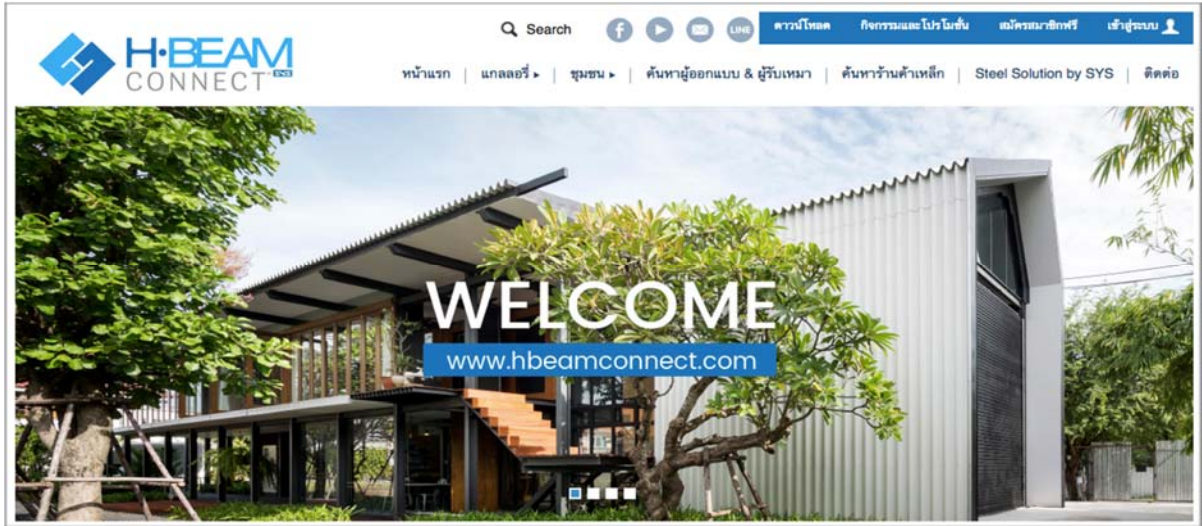 H·BEAM
CONNECT
Search
LINE
ดาวน์โหลด กิจกรรมและโปรโมชั่น สมัครสมาชิกฟรี เข้าสู่ระบบ
หน้าแรก | แกลลอรี่ | ชุมชน | ค้นหาผู้ออกแบบ & ผู้รับเหมา | ค้นหาร้านค้าเหล็ก | Steel Solution by SYS | ติดต่อ
WELCOME
www.hbeamconnect.com